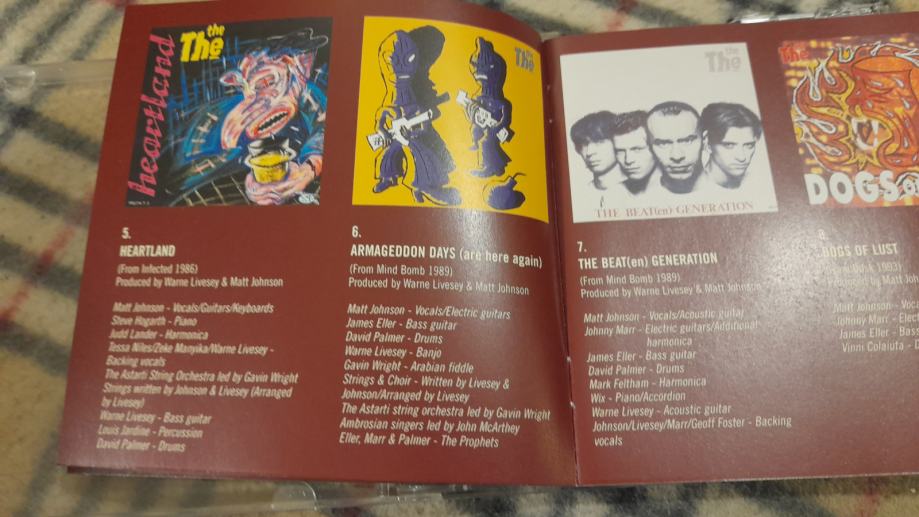 heartland
the
The
5.
HEARTLAND
(From Infected 1986)
Produced by Warne Livesey & Matt Johnson
Matt Johnson - Vocals/Guitars/Keyboards
Steve Hogarth - Piano
Judd Lander - Harmonica
Tessa Niles/Zeke Manyika/Warne Livesey -
Backing vocals
The Astarti String Orchestra led by Gavin Wright
Strings written by Johnson & Livesey (Arranged
by Livesey)
Warne Livesey - Bass guitar
Louis Jardine - Percussion
David Palmer - Drums
the
The
6.
ARMAGEDDON DAYS (are here again)
(From Mind Bomb 1989)
Produced by Warne Livesey & Matt Johnson
Matt Johnson - Vocals/Electric guitars
James Eller - Bass guitar
David Palmer - Drums
Warne Livesey - Banjo
Gavin Wright - Arabian fiddle
Strings & Choir - Written by Livesey &
Johnson/Arranged by Livesey
The Astarti string orchestra led by Gavin Wright
Ambrosian singers led by John McArthey
Eller, Marr & Palmer - The Prophets
the
The
THE BEAT(en) GENERATION
7.
THE BEAT(en) GENERATION
(From Mind Bomb 1989)
Produced by Warne Livesey & Matt Johnson
Matt Johnson - Vocals/Acoustic guitar
Johnny Marr - Electric guitars/Additional
harmonica
James Eller - Bass guitar
David Palmer - Drums
Mark Feltham - Harmonica
Wix - Piano/Accordion
Warne Livesey - Acoustic guitar
Johnson/Livesey/Marr/Geoff Foster - Backing
vocals
The
DOGS
8.
DOGS OF LUST
1993)
Matt
Matt Johnson -
Johnny Marr -
James Eller -
Vinni Colaiuta -